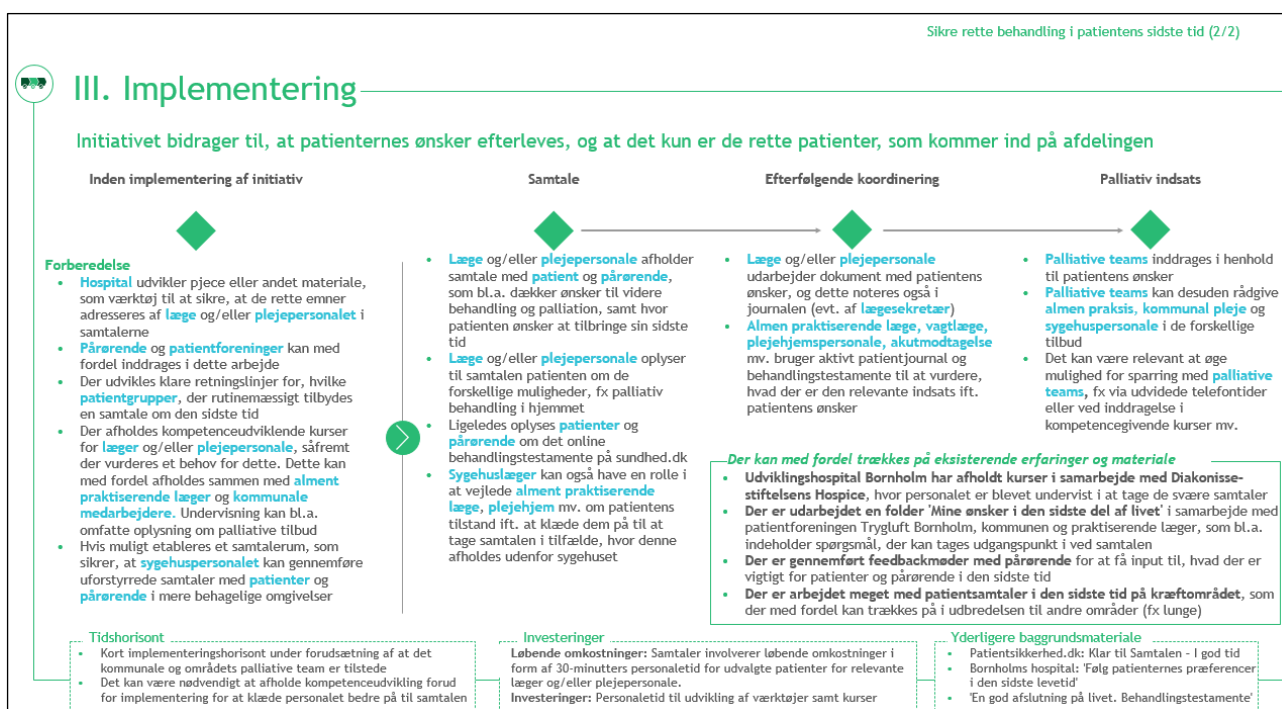 Sikre rette behandling i patientens sidste tid (2/2)
III. Implementering
Initiativet bidrager til, at patienternes ønsker efterleves, og at det kun er de rette patienter, som kommer ind på afdelingen
Inden implementering af initiativ
Forberedelse
• Hospital udvikler pjece eller andet materiale,
som værktøj til at sikre, at de rette emner
adresseres af læge og/eller plejepersonalet i
samtalerne
• Pårørende og patientforeninger kan med
fordel inddrages i dette arbejde
• Der udvikles klare retningslinjer for, hvilke
patientgrupper, der rutinemæssigt tilbydes
en samtale om den sidste tid
• Der afholdes kompetenceudviklende kurser
for læger og/eller plejepersonale, såfremt
der vurderes et behov for dette. Dette kan
med fordel afholdes sammen med alment
praktiserende læger og kommunale
medarbejdere. Undervisning kan bl.a.
omfatte oplysning om palliative tilbud
• Hvis muligt etableres et samtalerum, som
sikrer, at sygehuspersonalet kan gennemføre
uforstyrrede samtaler med patienter og
pårørende i mere behagelige omgivelser
Samtale
• Læge og/eller plejepersonale afholder
samtale med patient og pårørende,
som bl.a. dækker ønsker til videre
behandling og palliation, samt hvor
patienten ønsker at tilbringe sin sidste
tid
• Læge og/eller plejepersonale oplyser
til samtalen patienten om de
forskellige muligheder, fx palliativ
behandling i hjemmet
• Ligeledes oplyses patienter og
pårørende om det online
behandlingstestamente på sundhed.dk
• Sygehuslæger kan også have en rolle i
at vejlede alment praktiserende
læge, plejehjem mv. om patientens
tilstand ift. at klæde dem på til at
tage samtalen i tilfælde, hvor denne
afholdes udenfor sygehuset
Efterfølgende koordinering
• Læge og/eller plejepersonale
udarbejder dokument med patientens
ønsker, og dette noteres også i
journalen (evt. af lægesekretær)
• Almen praktiserende læge, vagtlæge,
plejehjemspersonale, akutmodtagelse
mv. bruger aktivt patientjournal og
behandlingstestamente til at vurdere,
hvad der er den relevante indsats ift.
patientens ønsker
Palliativ indsats
• Palliative teams inddrages i henhold
til patientens ønsker
• Palliative teams kan desuden rådgive
almen praksis, kommunal pleje og
sygehuspersonale i de forskellige
tilbud
• Det kan være relevant at øge
mulighed for sparring med palliative
teams, fx via udvidede telefontider
eller ved inddragelse i
kompetencegivende kurser mv.
Der kan med fordel trækkes på eksisterende erfaringer og materiale
• Udviklingshospital Bornholm har afholdt kurser i samarbejde med Diakonisse-
stiftelsens Hospice, hvor personalet er blevet undervist i at tage de svære samtaler
• Der er udarbejdet en folder 'Mine ønsker i den sidste del af livet' i samarbejde med
patientforeningen Trygluft Bornholm, kommunen og praktiserende læger, som bl.a.
indeholder spørgsmål, der kan tages udgangspunkt i ved samtalen
• Der er gennemført feedbackmøder med pårørende for at få input til, hvad der er
vigtigt for patienter og pårørende i den sidste tid
• Der er arbejdet meget med patientsamtaler i den sidste tid på kræftområdet, som
der med fordel kan trækkes på i udbredelsen til andre områder (fx lunge)
Tidshorisont
• Kort implementeringshorisont under forudsætning af at det
kommunale og områdets palliative team er tilstede
• Det kan være nødvendigt at afholde kompetenceudvikling forud
for implementering for at klæde personalet bedre på til samtalen
Investeringer
Løbende omkostninger: Samtaler involverer løbende omkostninger i
form af 30-minutters personaletid for udvalgte patienter for relevante
læger og/eller plejepersonale.
Investeringer: Personaletid til udvikling af værktøjer samt kurser
Yderligere baggrundsmateriale
• Patientsikkerhed.dk: Klar til Samtalen - I god tid
• Bornholms hospital: 'Følg patienternes præferencer
i den sidste levetid'
• 'En god afslutning på livet. Behandlingstestamente'